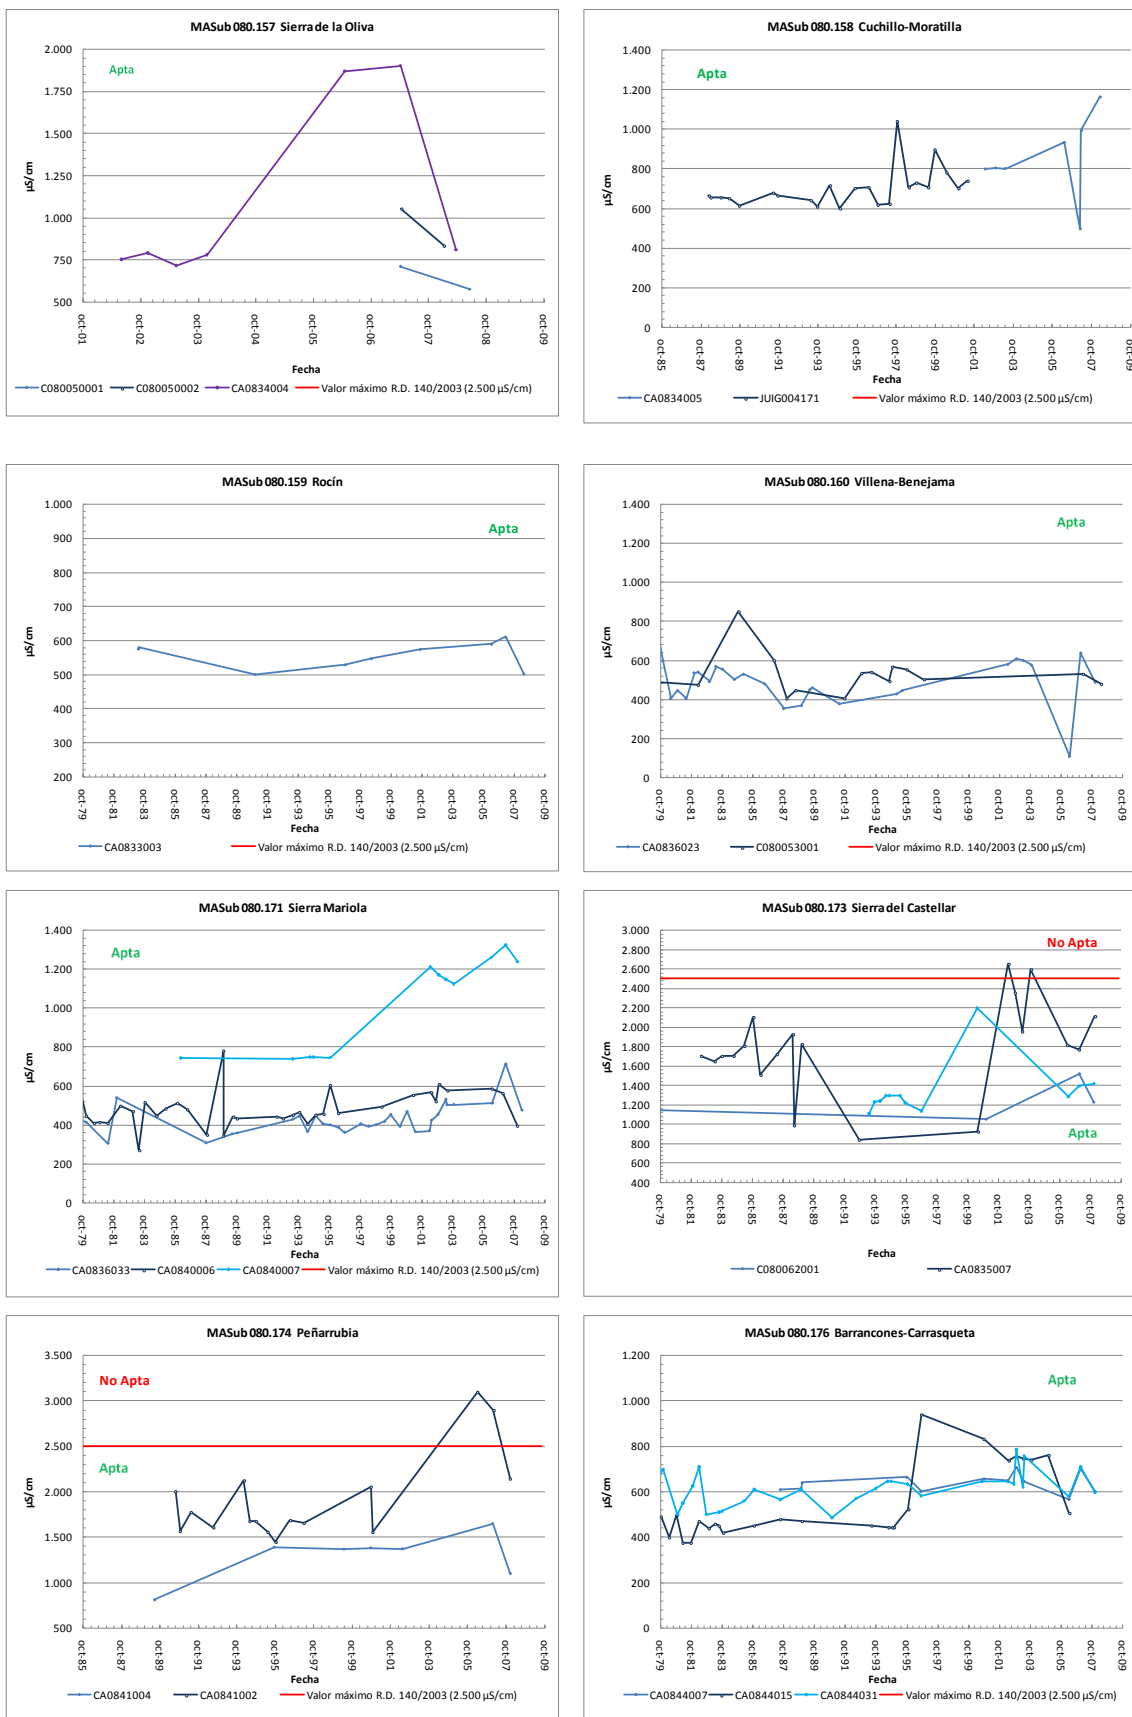 MASub 080.157 Sierra de la Oliva
Apta
2.000
1.750
1.500
1.250
1.000
750
500
µS/cm
oct-01
oct-02
oct-03
oct-04
oct-05
oct-06
oct-07
oct-08
oct-09
Fecha
C080050001 C080050002 CA0834004 Valor máximo R.D. 140/2003 (2.500 µS/cm)
MASub 080.158 Cuchillo-Moratilla
Apta
1.400
1.200
1.000
800
600
400
200
0
µS/cm
oct-85
oct-87
oct-89
oct-91
oct-93
oct-95
oct-97
oct-99
oct-01
oct-03
oct-05
oct-07
oct-09
Fecha
CA0834005 JUIG004171 Valor máximo R.D. 140/2003 (2.500 µS/cm)
MASub 080.159 Rocín
Apta
1.000
900
800
700
600
500
400
300
200
µS/cm
oct-79
oct-81
oct-83
oct-85
oct-87
oct-89
oct-91
oct-93
oct-95
oct-97
oct-99
oct-01
oct-03
oct-05
oct-07
oct-09
Fecha
CA0833003 Valor máximo R.D. 140/2003 (2.500 µS/cm)
MASub 080.160 Villena-Benejama
Apta
1.400
1.200
1.000
800
600
400
200
0
µS/cm
oct-79
oct-81
oct-83
oct-85
oct-87
oct-89
oct-91
oct-93
oct-95
oct-97
oct-99
oct-01
oct-03
oct-05
oct-07
oct-09
Fecha
CA0836023 C080053001 Valor máximo R.D. 140/2003 (2.500 µS/cm)
MASub 080.171 Sierra Mariola
Apta
1.400
1.200
1.000
800
600
400
200
0
µS/cm
oct-79
oct-81
oct-83
oct-85
oct-87
oct-89
oct-91
oct-93
oct-95
oct-97
oct-99
oct-01
oct-03
oct-05
oct-07
oct-09
Fecha
CA0836033 CA0840006 CA0840007 Valor máximo R.D. 140/2003 (2.500 µS/cm)
MASub 080.173 Sierra del Castellar
No Apta
Apta
3.000
2.800
2.600
2.400
2.200
2.000
1.800
1.600
1.400
1.200
1.000
800
600
400
µS/cm
oct-79
oct-81
oct-83
oct-85
oct-87
oct-89
oct-91
oct-93
oct-95
oct-97
oct-99
oct-01
oct-03
oct-05
oct-07
oct-09
Fecha
C080062001 CA0835007
MASub 080.174 Peñarrubia
No Apta
Apta
3.500
3.000
2.500
2.000
1.500
1.000
500
µS/cm
oct-85
oct-87
oct-89
oct-91
oct-93
oct-95
oct-97
oct-99
oct-01
oct-03
oct-05
oct-07
oct-09
Fecha
CA0841004 CA0841002 Valor máximo R.D. 140/2003 (2.500 µS/cm)
MASub 080.176 Barrancones-Carrasqueta
Apta
1.200
1.000
800
600
400
200
0
µS/cm
oct-79
oct-81
oct-83
oct-85
oct-87
oct-89
oct-91
oct-93
oct-95
oct-97
oct-99
oct-01
oct-03
oct-05
oct-07
oct-09
Fecha
CA0844007 CA0844015 CA0844031 Valor máximo R.D. 140/2003 (2.500 µS/cm)